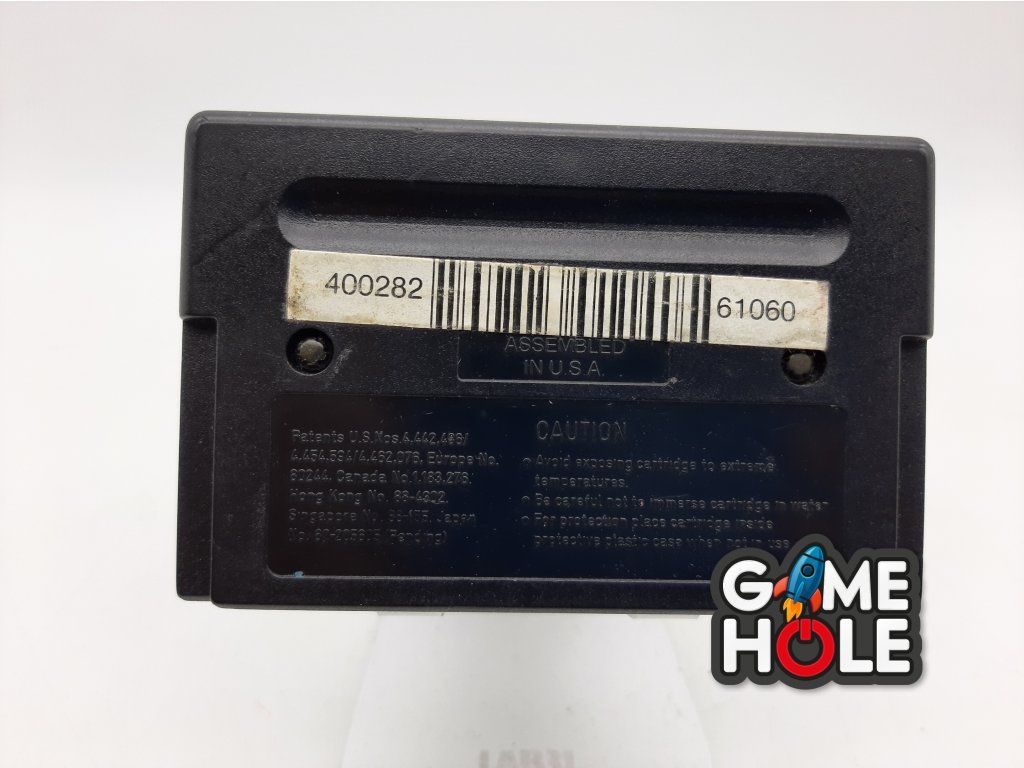 400282 61060
ASSEMBLED
IN U.S.A.
Patents U.S. Nos. 4,442,486/
4,454,594/4,462,076, Europe No.
80244, Canada No. 1,183,276,
Hong Kong No. 88-4302,
Singapore No. 88-155, Japan
No. 60-205 (Pending)
CAUTION
• Avoid exposing cartridge to extreme
temperatures.
• Be careful not to immerse cartridge in water
• For protection place cartridge inside
protective plastic case when not in use
GAME
HOLE